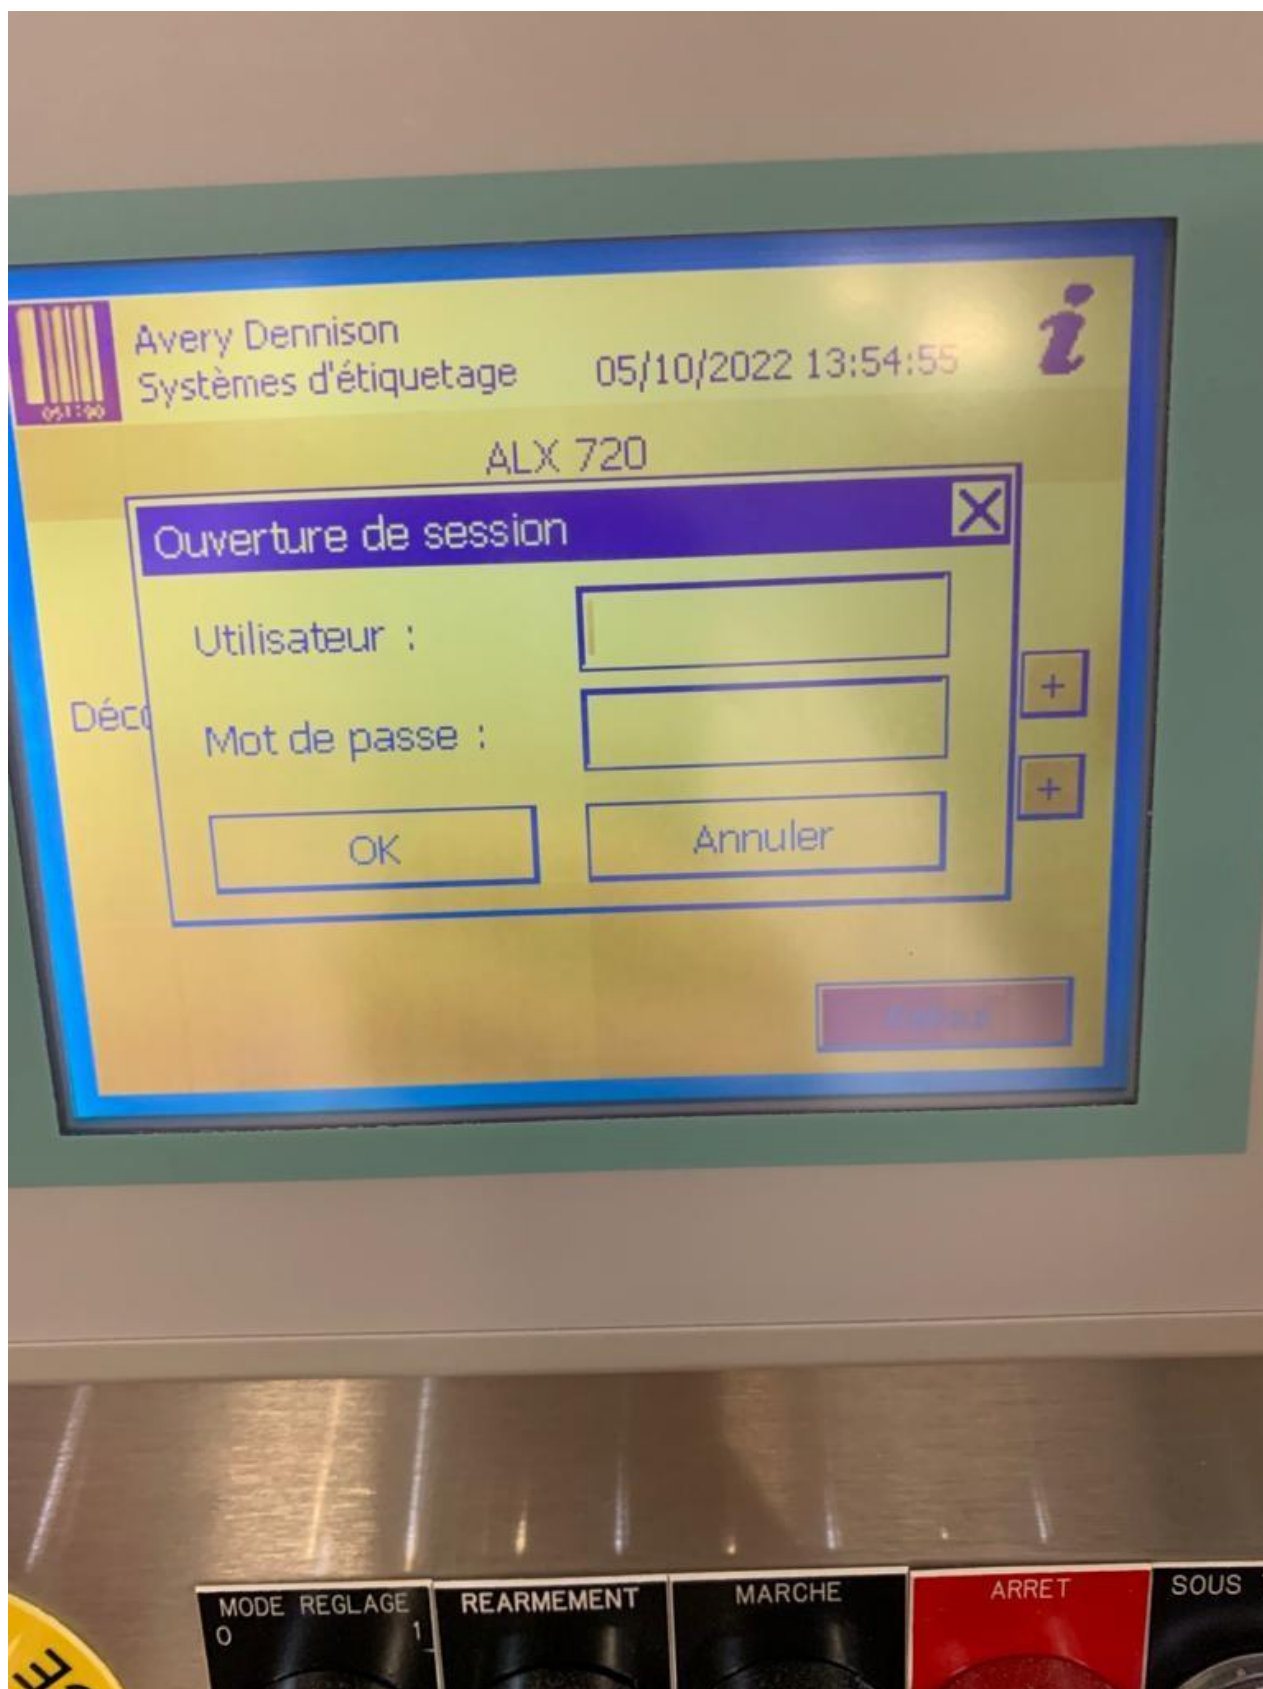 Avery Dennison
Systèmes d'étiquetage
05/10/2022 13:54:55
ALX 720
Ouverture de session
Utilisateur :
Déco
Mot de passe :
+
+
OK
Annuler
MODE REGLAGE
0 1
REARMEMENT
MARCHE
ARRET
SOUS